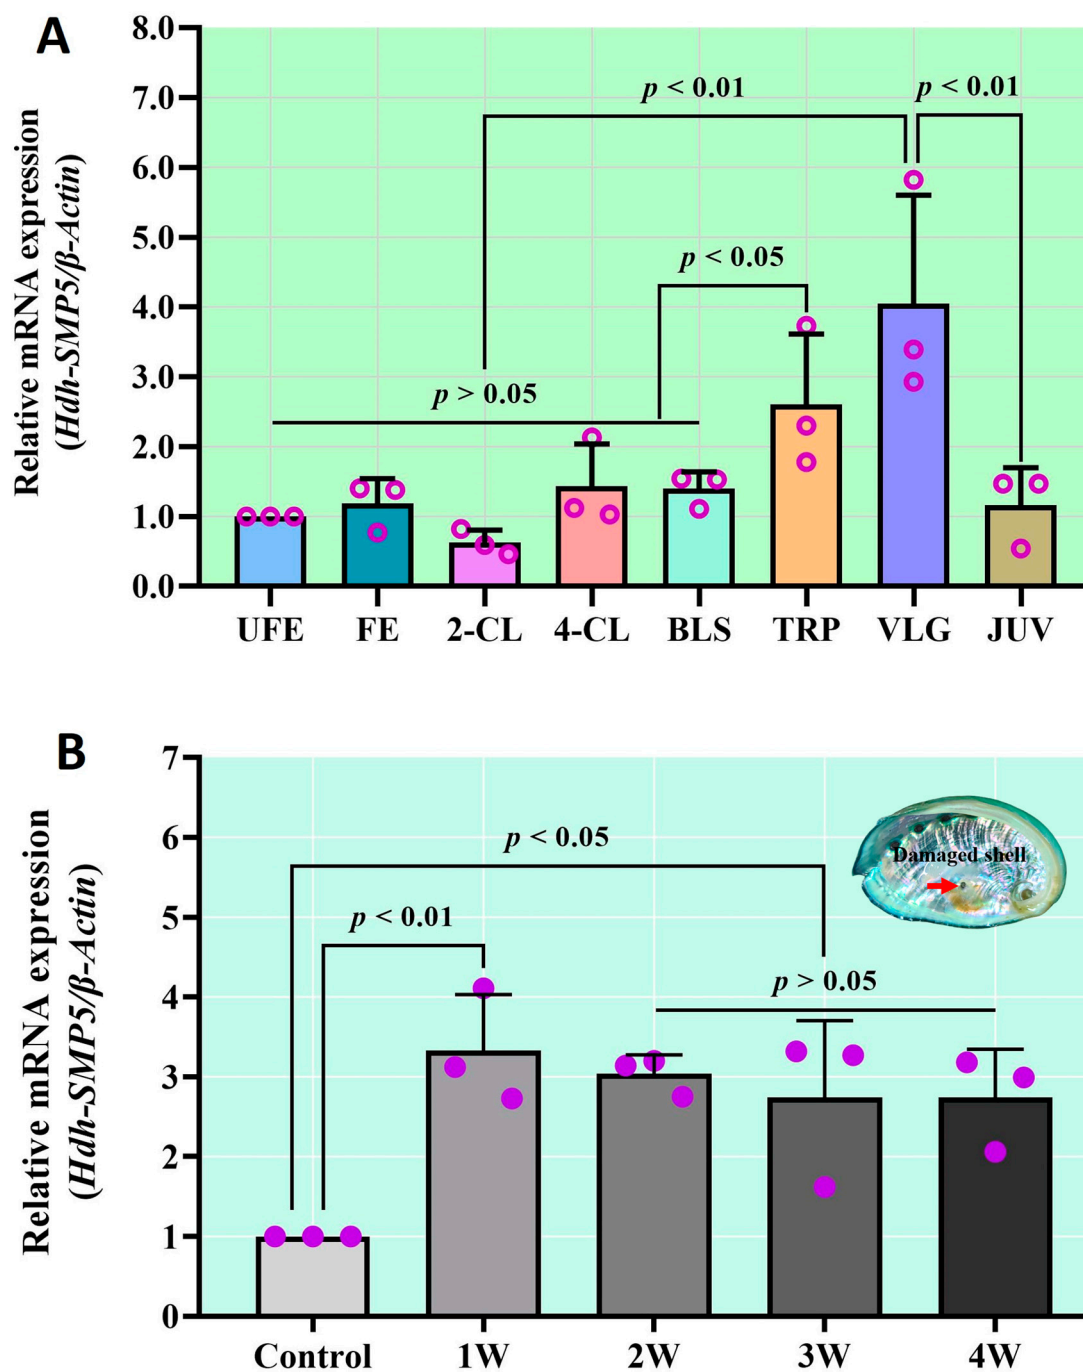 A
Relative mRNA expression
(Hdh-SMP5/β-Actin)
8.0
7.0
6.0
5.0
4.0
3.0
2.0
1.0
0.0
p < 0.01
p < 0.01
p < 0.05
p > 0.05
UFE FE 2-CL 4-CL BLS TRP VLG JUV
B
Relative mRNA expression
(Hdh-SMP5/β-Actin)
7
6
5
4
3
2
1
0
p < 0.05
p < 0.01
p > 0.05
Damaged shell
Control 1W 2W 3W 4W